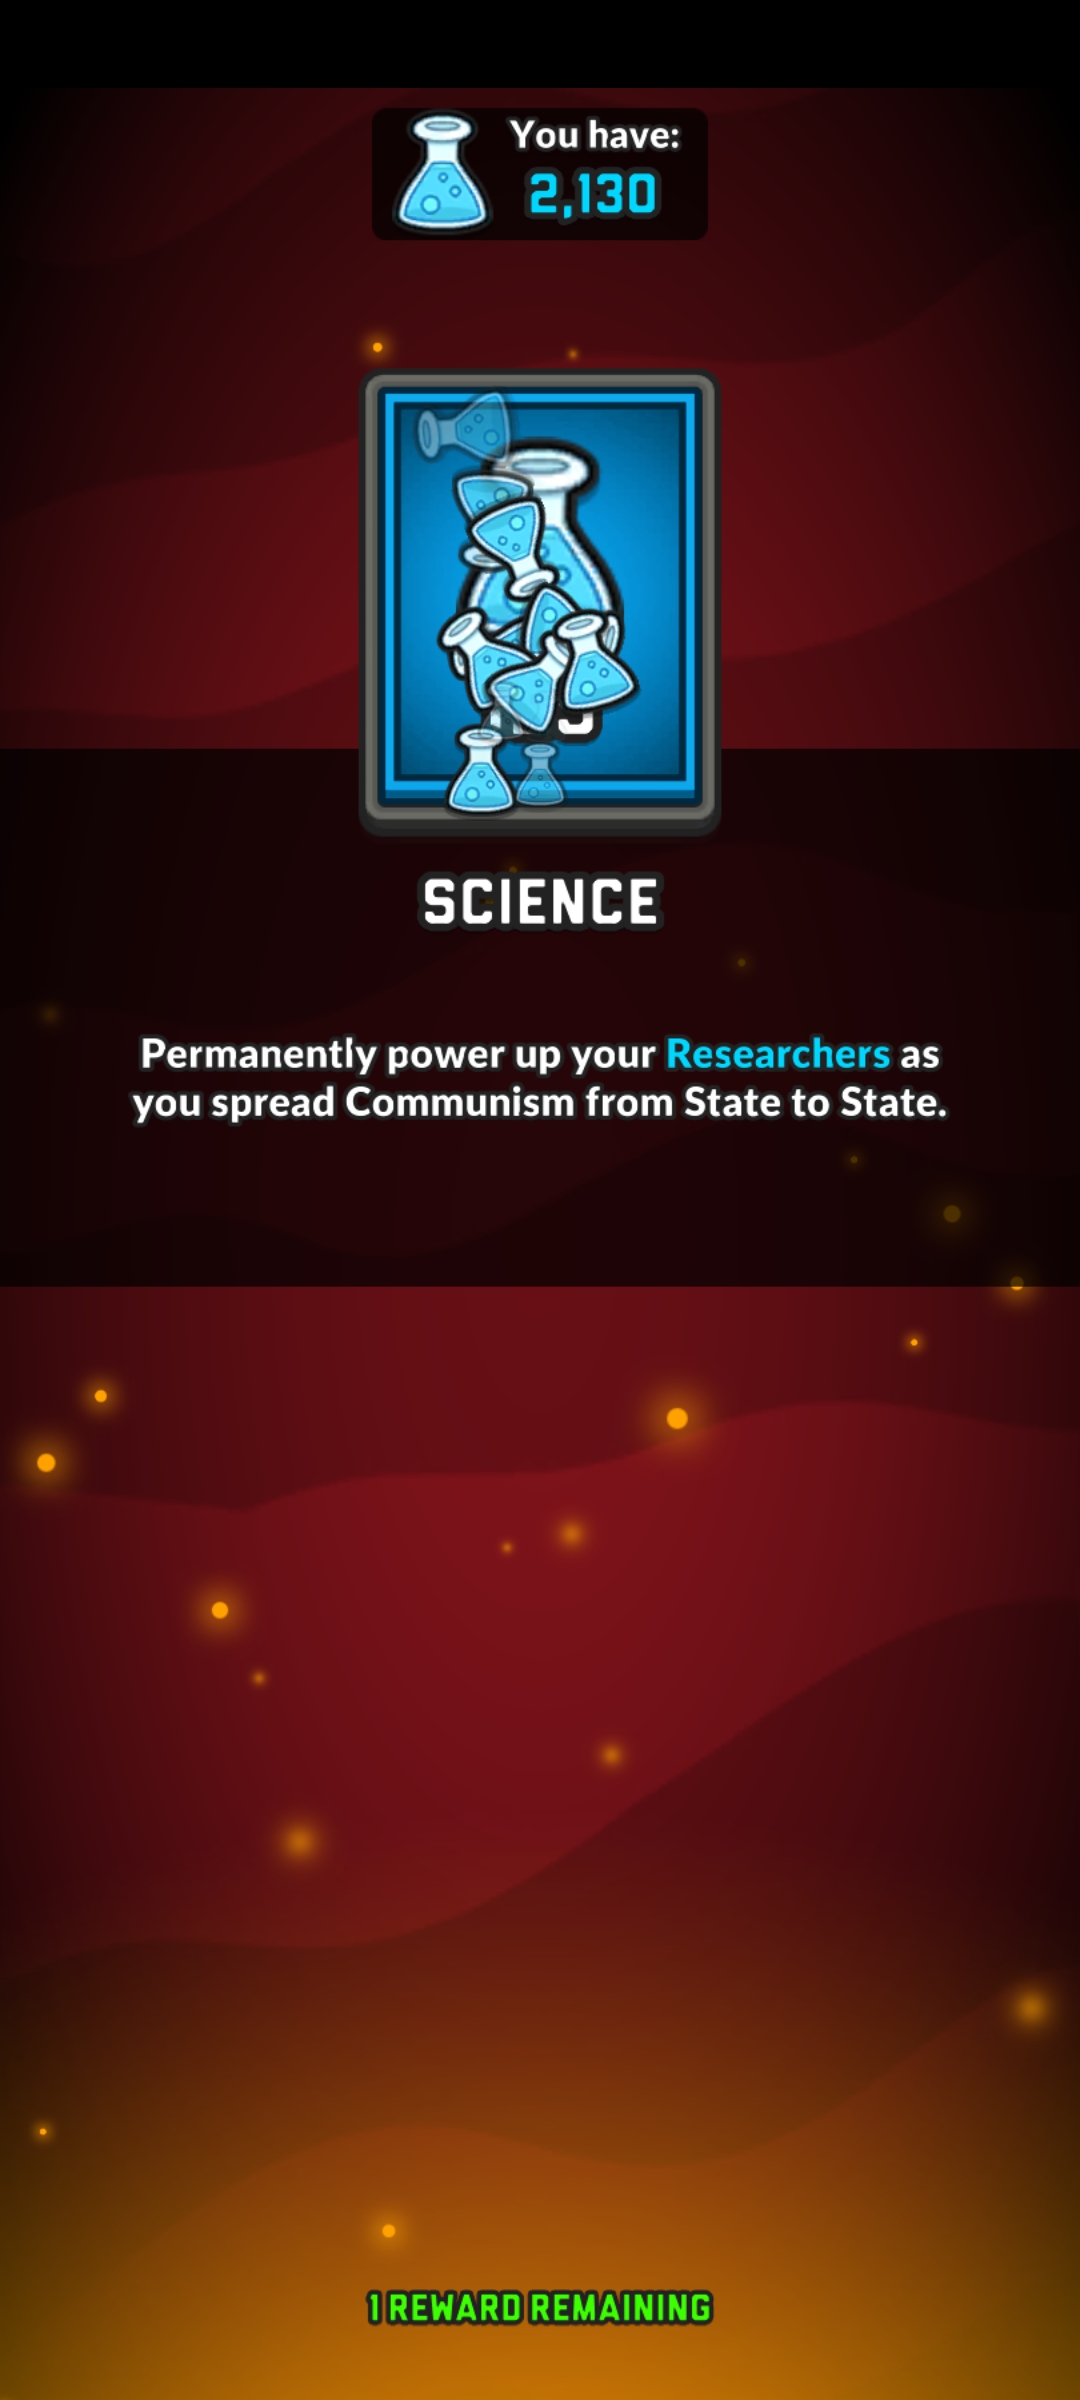 You have:
2,130
SCIENCE
Permanently power up your Researchers as
you spread Communism from State to State.
1 REWARD REMAINING